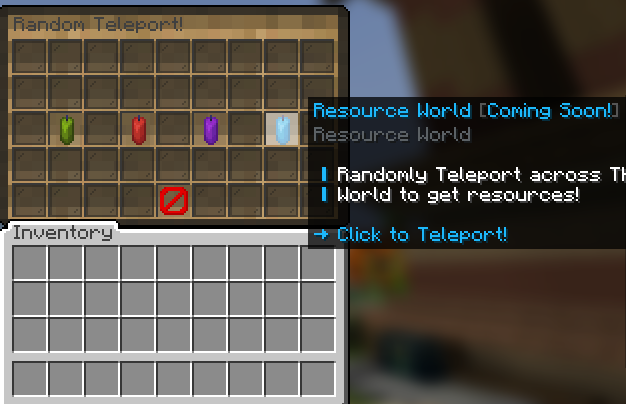 Random Teleport!
Resource World [Coming Soon!]
Resource World
Randomly Teleport across
World to get resources!
→ Click to Teleport!
Inventory